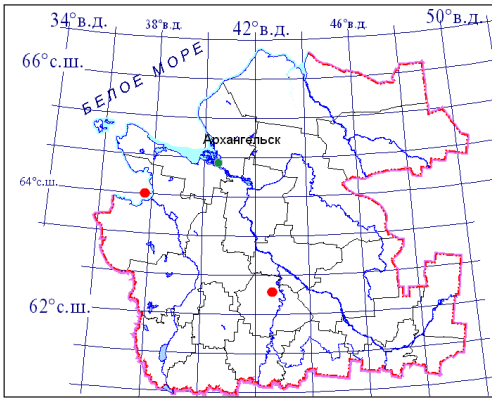 34°в.д.
38°в.д.
42°в.д.
46°в.д.
50°в.д.
66°с.ш.
БЕЛОЕ МОРЕ
Архангельск
64°с.ш.
62°с.ш.